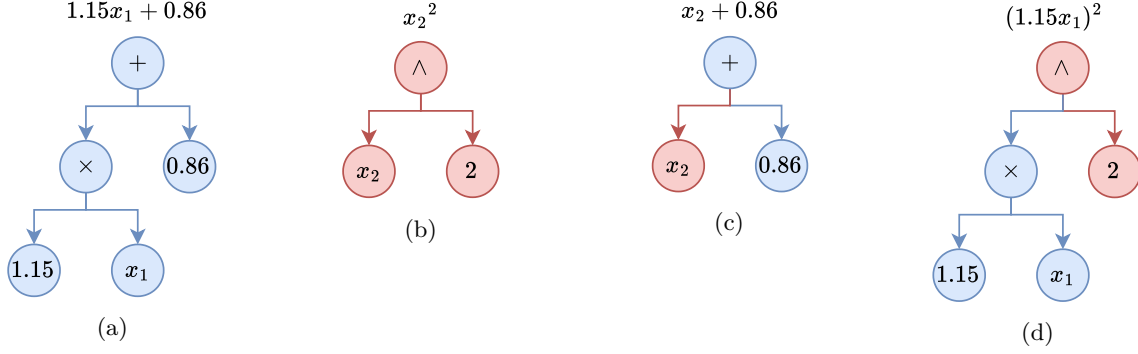 1.15x₁ + 0.86
+
×
0.86
1.15
x₁
(a)
x₂²
∧
x₂
2
(b)
x₂ + 0.86
+
x₂
0.86
(c)
(1.15x₁)²
∧
×
2
1.15
x₁
(d)